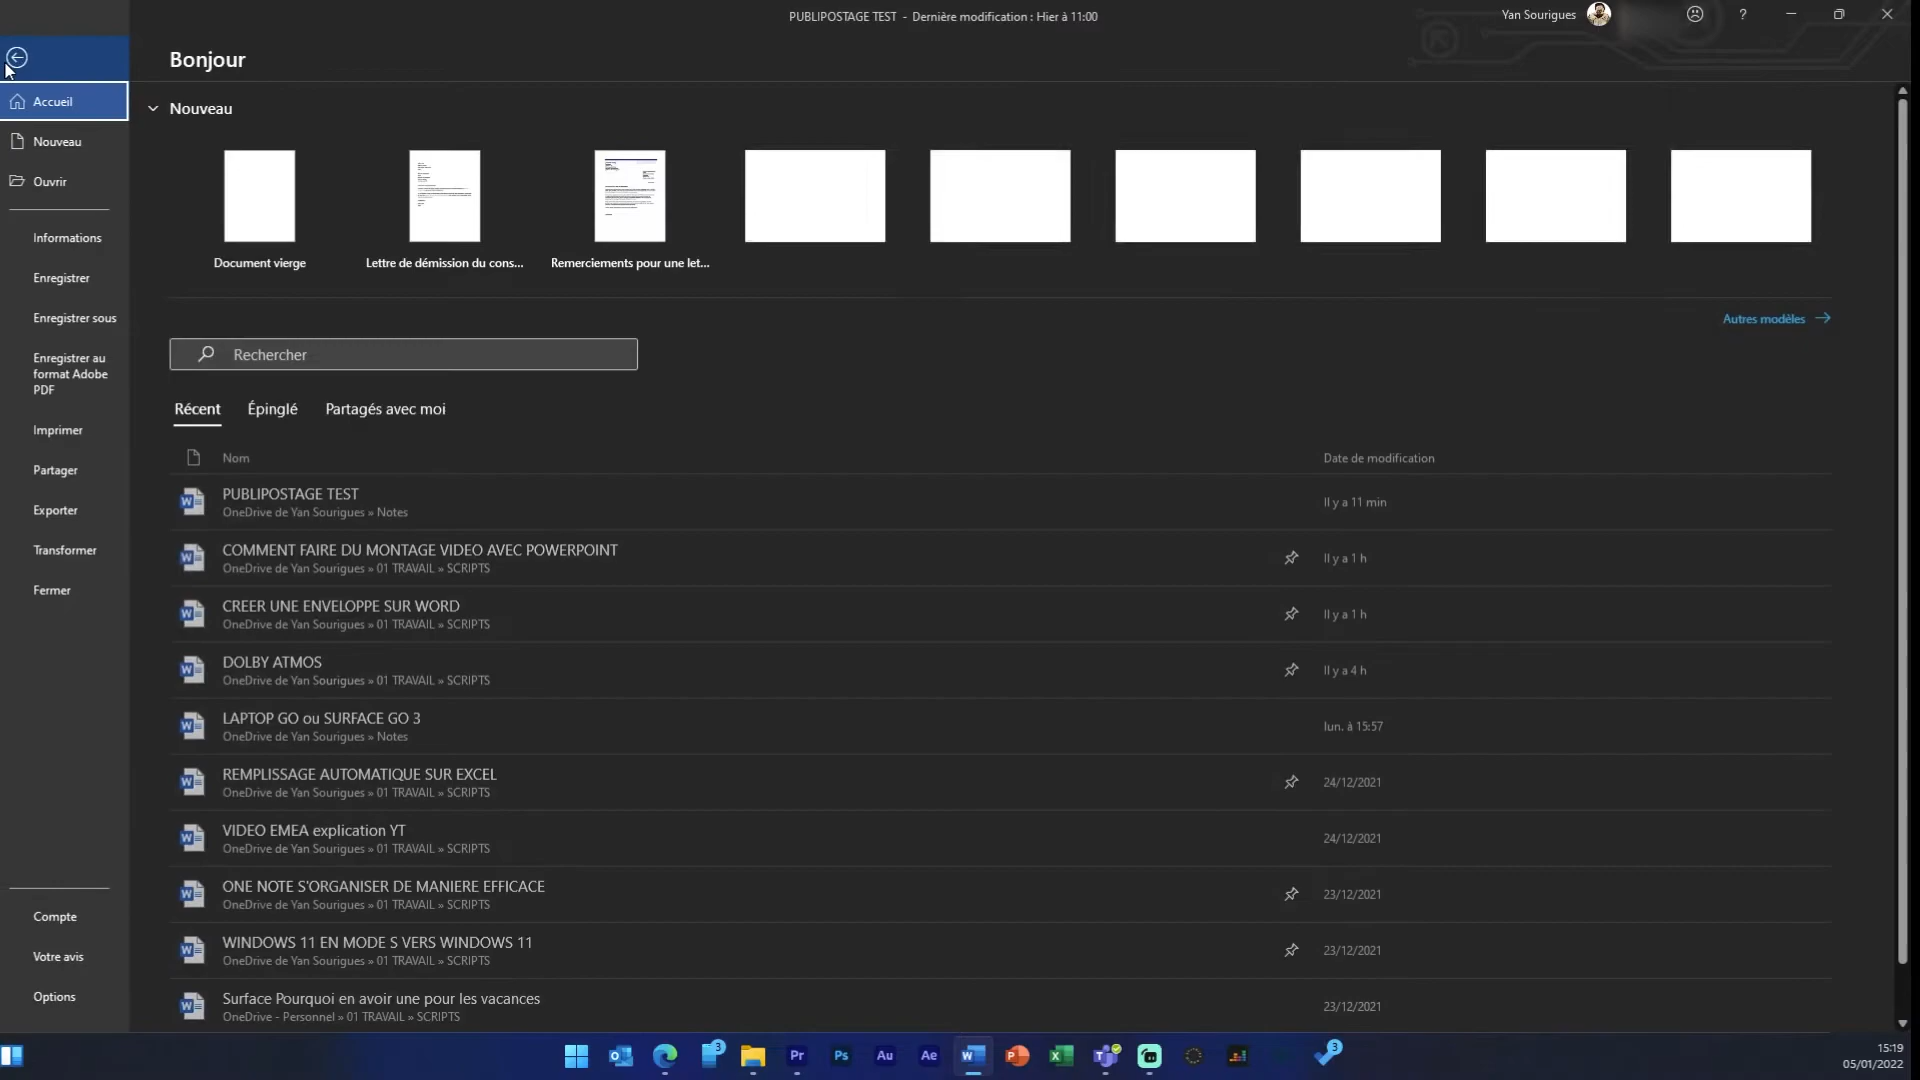 PUBLIPOSTAGE TEST - Dernière modification : Hier à 11:00
Yan Sourigues
?
Bonjour
Accueil
Nouveau
Ouvrir
Informations
Enregistrer
Enregistrer sous
Enregistrer au
format Adobe
PDF
Imprimer
Partager
Exporter
Transformer
Fermer
Compte
Votre avis
Options
Nouveau
Document vierge
Lettre de démission du cons...
Remerciements pour une let...
Autres modèles
Rechercher
Récent Épinglé Partagés avec moi
Nom Date de modification
PUBLIPOSTAGE TEST Il y a 11 min
OneDrive de Yan Sourigues » Notes
COMMENT FAIRE DU MONTAGE VIDEO AVEC POWERPOINT Il y a 1 h
OneDrive de Yan Sourigues » 01 TRAVAIL » SCRIPTS
CREER UNE ENVELOPPE SUR WORD Il y a 1 h
OneDrive de Yan Sourigues » 01 TRAVAIL » SCRIPTS
DOLBY ATMOS Il y a 4 h
OneDrive de Yan Sourigues » 01 TRAVAIL » SCRIPTS
LAPTOP GO ou SURFACE GO 3 lun. à 15:57
OneDrive de Yan Sourigues » Notes
REMPLISSAGE AUTOMATIQUE SUR EXCEL 24/12/2021
OneDrive de Yan Sourigues » 01 TRAVAIL » SCRIPTS
VIDEO EMEA explication YT 24/12/2021
OneDrive de Yan Sourigues » 01 TRAVAIL » SCRIPTS
ONE NOTE S'ORGANISER DE MANIERE EFFICACE 23/12/2021
OneDrive de Yan Sourigues » 01 TRAVAIL » SCRIPTS
WINDOWS 11 EN MODE S VERS WINDOWS 11 23/12/2021
OneDrive de Yan Sourigues » 01 TRAVAIL » SCRIPTS
Surface Pourquoi en avoir une pour les vacances 23/12/2021
OneDrive - Personnel » 01 TRAVAIL » SCRIPTS
3 Pr Ps Au Ae W P X T 3
15:19
05/01/2022